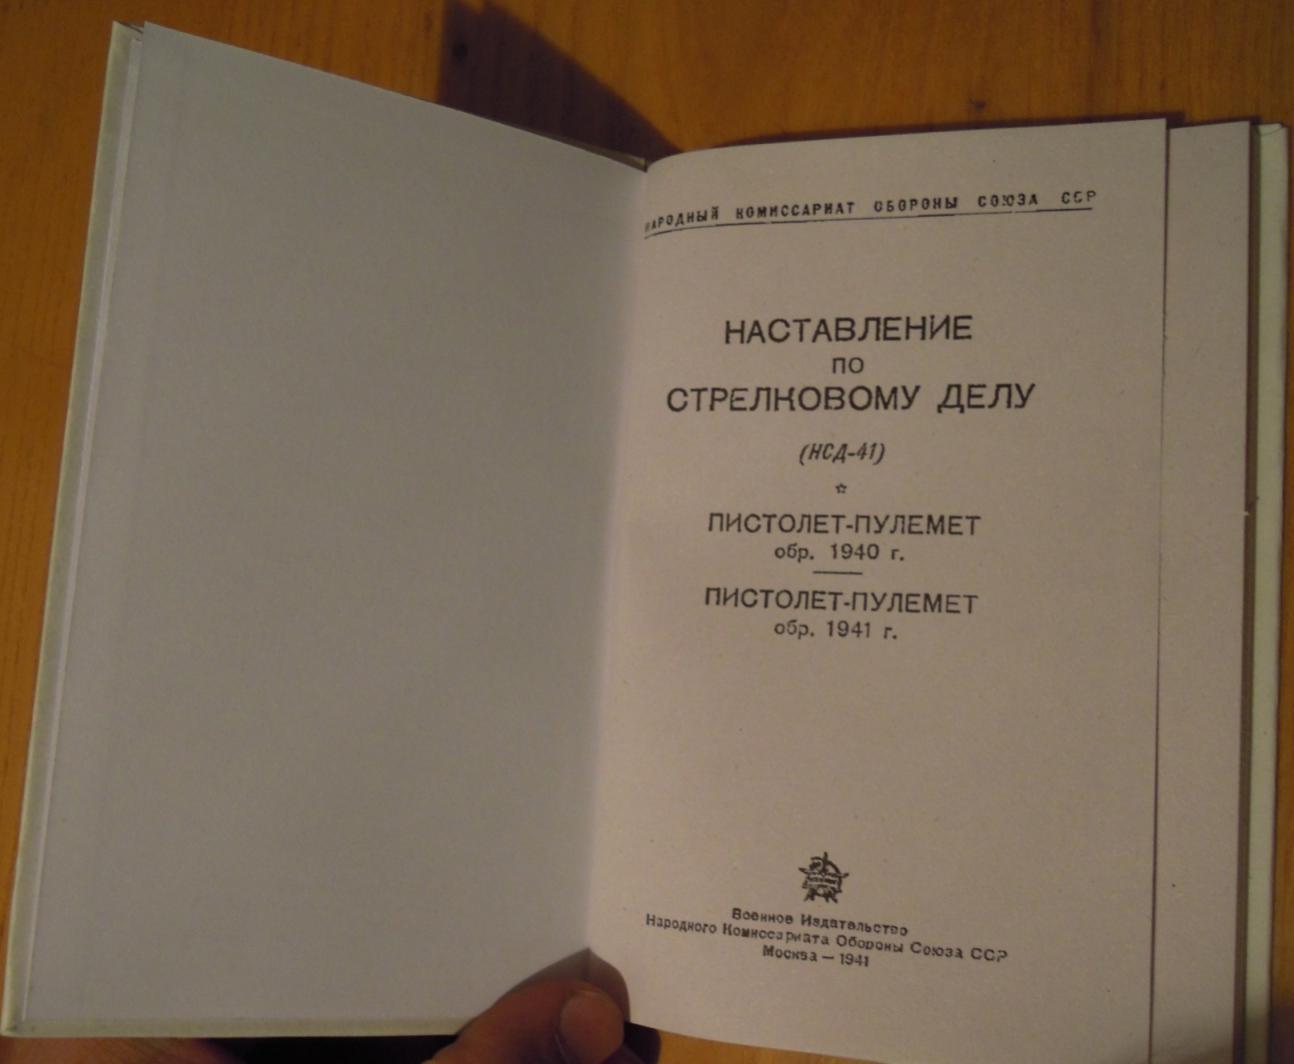 НАРОДНЫЙ КОМИССАРИАТ ОБОРОНЫ СОЮЗА ССР
НАСТАВЛЕНИЕ
ПО
СТРЕЛКОВОМУ ДЕЛУ
(НСД-41)
ПИСТОЛЕТ-ПУЛЕМЕТ
обр. 1940 г.
ПИСТОЛЕТ-ПУЛЕМЕТ
обр. 1941 г.
Военное Издательство
Народного Комиссариата Обороны Союза ССР
Москва — 1941